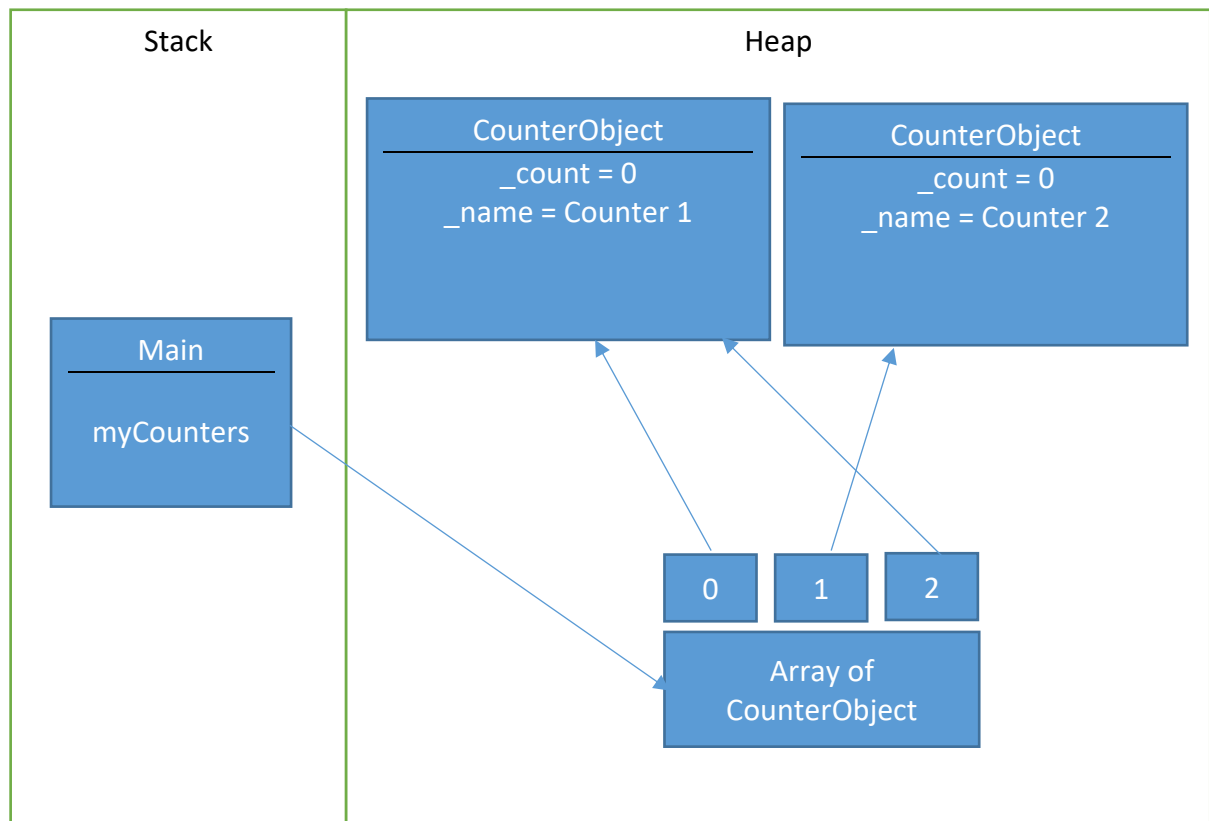 Stack
Heap
CounterObject
_count = 0
_name = Counter 1
CounterObject
_count = 0
_name = Counter 2
Main
myCounters
0
1
2
Array of
CounterObject